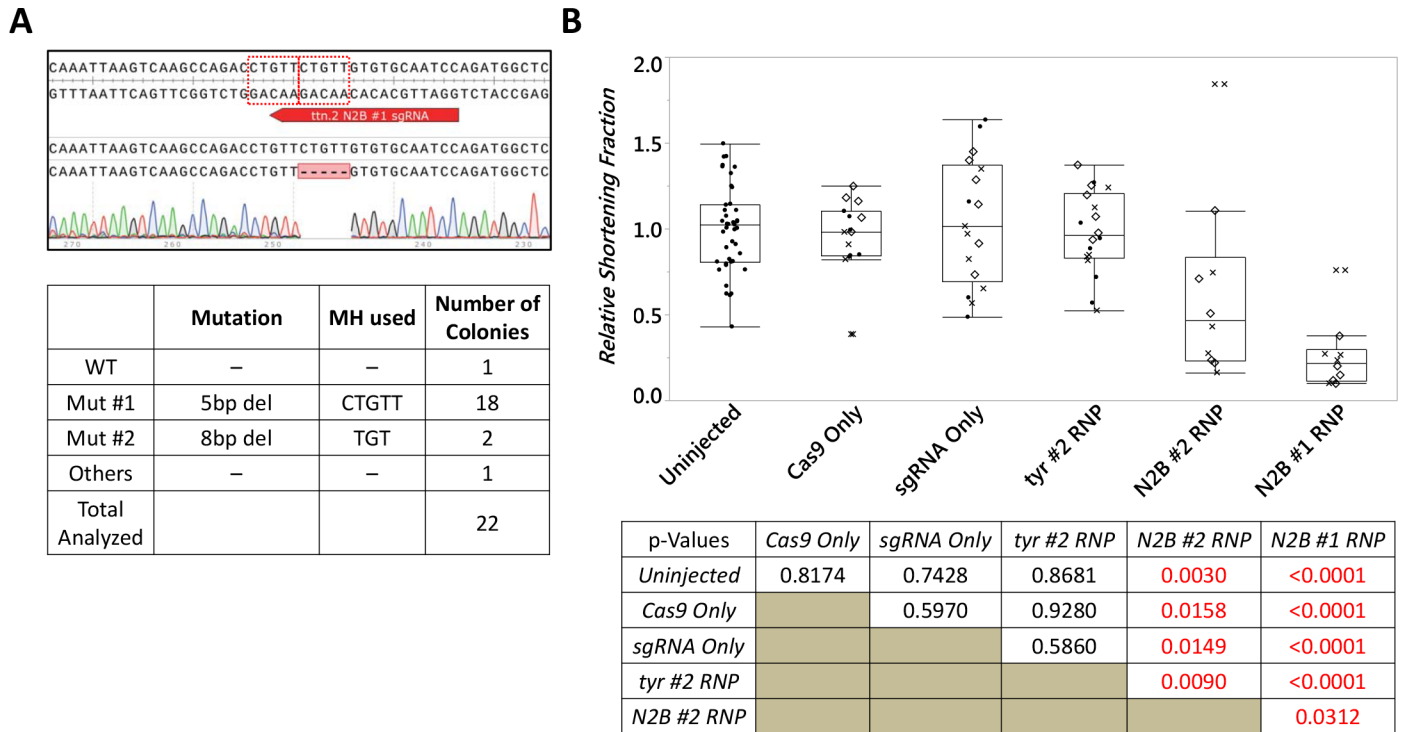 A
CAAATTAAGTCAAGCCAGACCTGTTCTGTTGTGTGCAATCCAGATGGCTC
GTTTAATTCAGTTCGGTCTGGACAAGACAACACACGTTAGGTCTACCGAG
ttn.2 N2B #1 sgRNA
CAAATTAAGTCAAGCCAGACCTGTTCTGTTGTGTGCAATCCAGATGGCTC
CAAATTAAGTCAAGCCAGACCTGTT-----GTGTGCAATCCAGATGGCTC
270 260 250 240 230
Mutation MH used Number of Colonies
WT – – 1
Mut #1 5bp del CTGTT 18
Mut #2 8bp del TGT 2
Others – – 1
Total Analyzed 22
B
Relative Shortening Fraction
2.0
1.5
1.0
0.5
0.0
Uninjected
Cas9 Only
sgRNA Only
tyr #2 RNP
N2B #2 RNP
N2B #1 RNP
p-Values Cas9 Only sgRNA Only tyr #2 RNP N2B #2 RNP N2B #1 RNP
Uninjected 0.8174 0.7428 0.8681 0.0030 <0.0001
Cas9 Only 0.5970 0.9280 0.0158 <0.0001
sgRNA Only 0.5860 0.0149 <0.0001
tyr #2 RNP 0.0090 <0.0001
N2B #2 RNP 0.0312